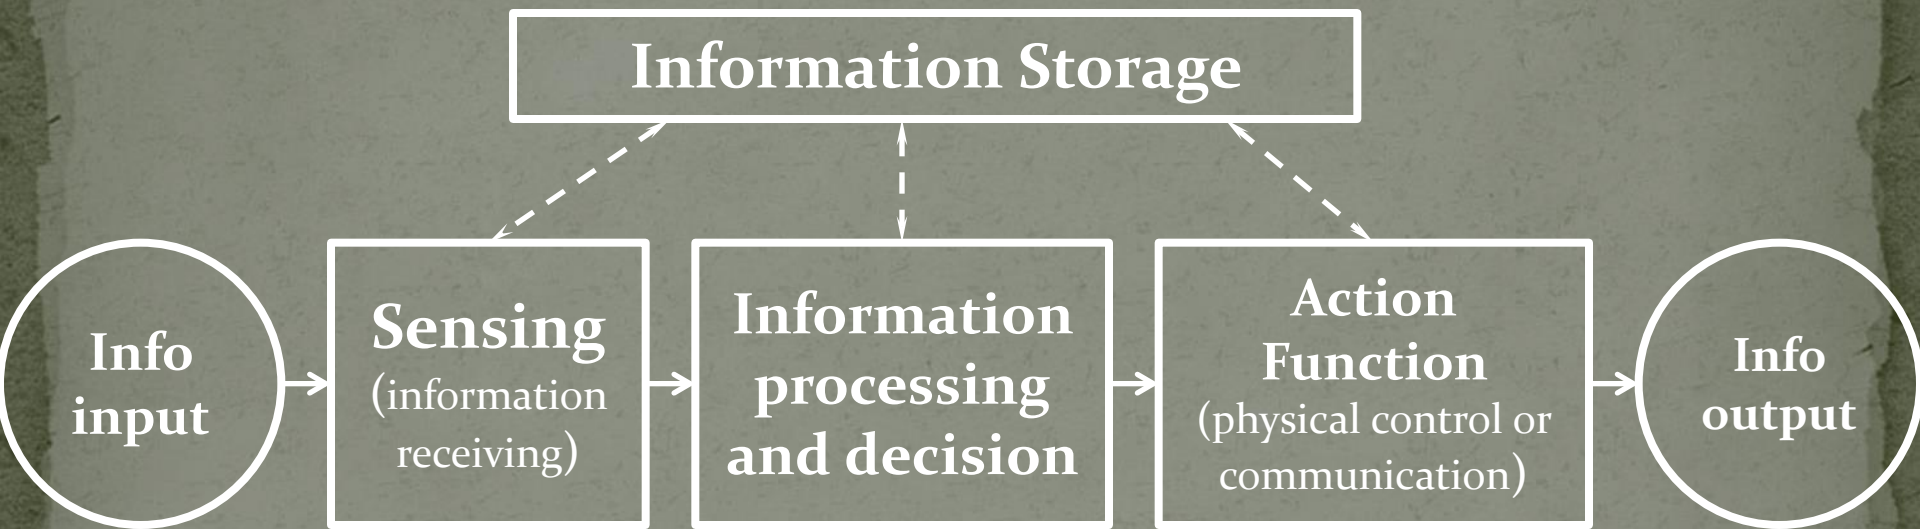 Information Storage
Info
input
Sensing
(information
receiving)
Information
processing
and decision
Action
Function
(physical control or
communication)
Info
output